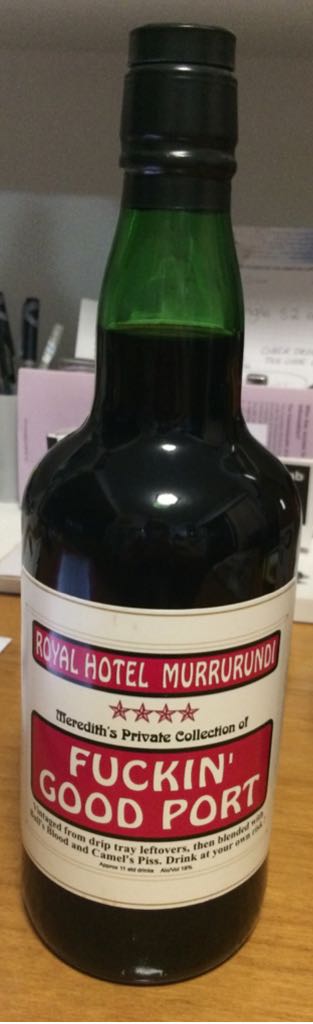 ROYAL HOTEL MURRURUNDI
Meredith's Private Collection of
FUCKIN'
GOOD PORT
Vintaged from drip tray leftovers, then blended with
Bull's Blood and Camel's Piss. Drink at your own risk
Approx 11 std drinks Alc/Vol 18%